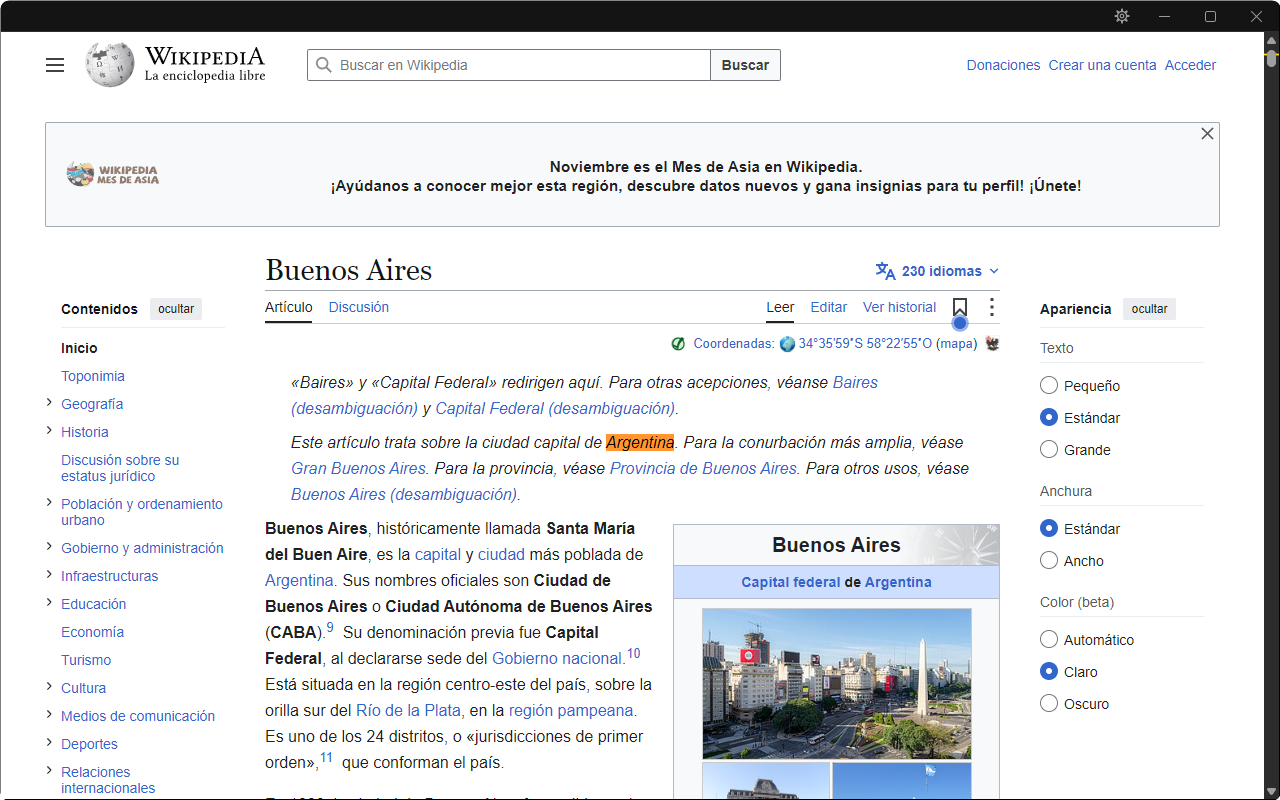 WIKIPEDIA
La enciclopedia libre
Buscar en Wikipedia
Buscar
Donaciones Crear una cuenta Acceder
WIKIPEDIA
MES DE ASIA
Noviembre es el Mes de Asia en Wikipedia.
¡Ayúdanos a conocer mejor esta región, descubre datos nuevos y gana insignias para tu perfil! ¡Únete!
Contenidos ocultar
Inicio
Toponimia
Geografía
Historia
Discusión sobre su
estatus jurídico
Población y ordenamiento
urbano
Gobierno y administración
Infraestructuras
Educación
Economía
Turismo
Cultura
Medios de comunicación
Deportes
Relaciones
internacionales
Buenos Aires
230 idiomas
Artículo Discusión
Leer Editar Ver historial
Coordenadas: 34°35′59″S 58°22′55″O (mapa)
«Baires» y «Capital Federal» redirigen aquí. Para otras acepciones, véanse Baires
(desambiguación) y Capital Federal (desambiguación).
Este artículo trata sobre la ciudad capital de Argentina. Para la conurbación más amplia, véase
Gran Buenos Aires. Para la provincia, véase Provincia de Buenos Aires. Para otros usos, véase
Buenos Aires (desambiguación).
Buenos Aires, históricamente llamada Santa María
del Buen Aire, es la capital y ciudad más poblada de
Argentina. Sus nombres oficiales son Ciudad de
Buenos Aires o Ciudad Autónoma de Buenos Aires
(CABA).9 Su denominación previa fue Capital
Federal, al declararse sede del Gobierno nacional.10
Está situada en la región centro-este del país, sobre la
orilla sur del Río de la Plata, en la región pampeana.
Es uno de los 24 distritos, o «jurisdicciones de primer
orden»,11 que conforman el país.
Buenos Aires
Capital federal de Argentina
Apariencia ocultar
Texto
Pequeño
Estándar
Grande
Anchura
Estándar
Ancho
Color (beta)
Automático
Claro
Oscuro